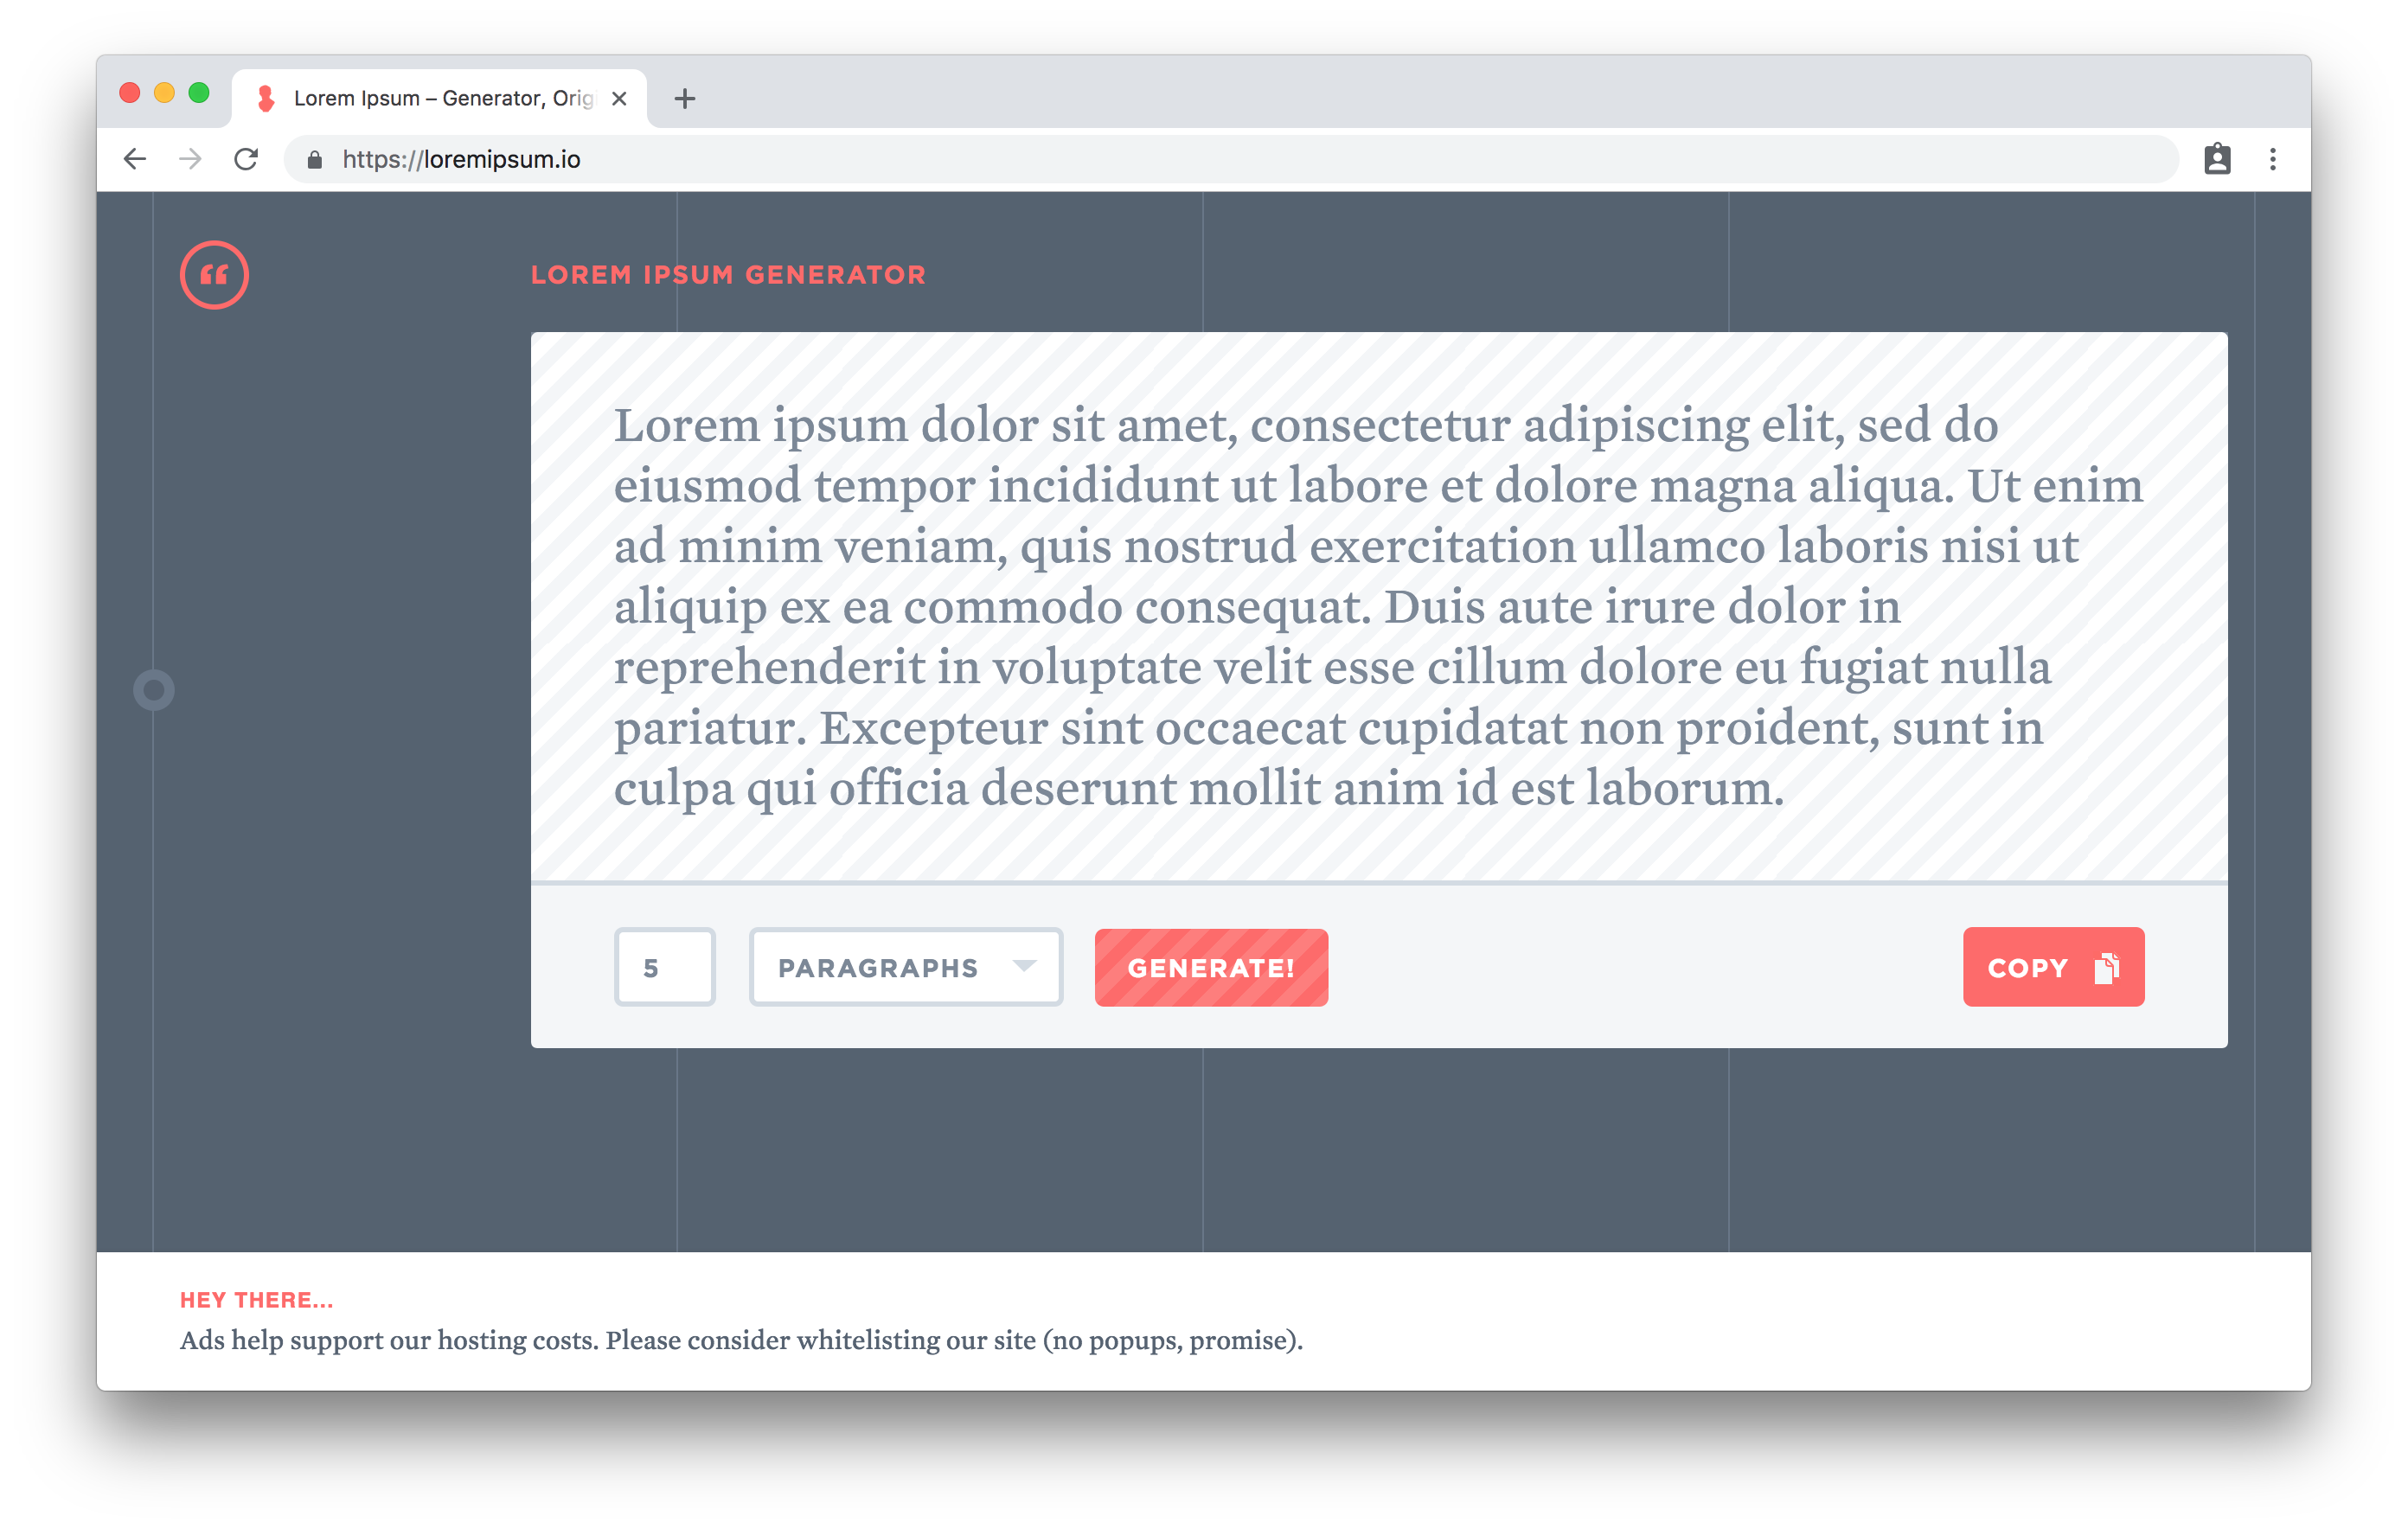 Lorem Ipsum – Generator, Orig
https://loremipsum.io
LOREM IPSUM GENERATOR
Lorem ipsum dolor sit amet, consectetur adipiscing elit, sed do
eiusmod tempor incididunt ut labore et dolore magna aliqua. Ut enim
ad minim veniam, quis nostrud exercitation ullamco laboris nisi ut
aliquip ex ea commodo consequat. Duis aute irure dolor in
reprehenderit in voluptate velit esse cillum dolore eu fugiat nulla
pariatur. Excepteur sint occaecat cupidatat non proident, sunt in
culpa qui officia deserunt mollit anim id est laborum.
5 PARAGRAPHS GENERATE! COPY
HEY THERE...
Ads help support our hosting costs. Please consider whitelisting our site (no popups, promise).